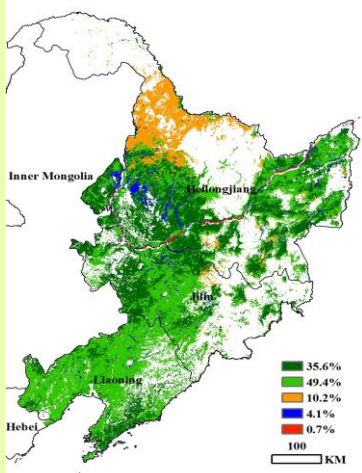 Inner Mongolia
Heilongjiang
Jilin
Liaoning
Hebei
35.6%
49.4%
10.2%
4.1%
0.7%
100
KM